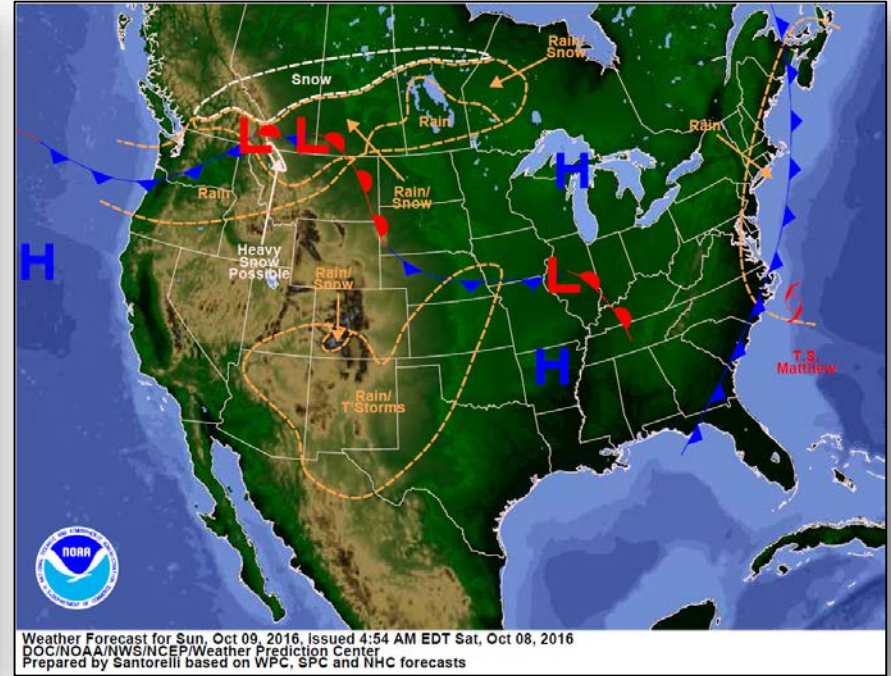 Rain/
Snow
Snow
Rain
Rain
Rain
Rain/
Snow
Heavy
Snow
Possible
Rain/
Snow
Rain/
T'Storms
T.S.
Matthew
L
L
L
H
H
H
NOAA
Weather Forecast for Sun, Oct 09, 2016, issued 4:54 AM EDT Sat, Oct 08, 2016
DOC/NOAA/NWS/NCEP/Weather Prediction Center
Prepared by Santorelli based on WPC, SPC and NHC forecasts